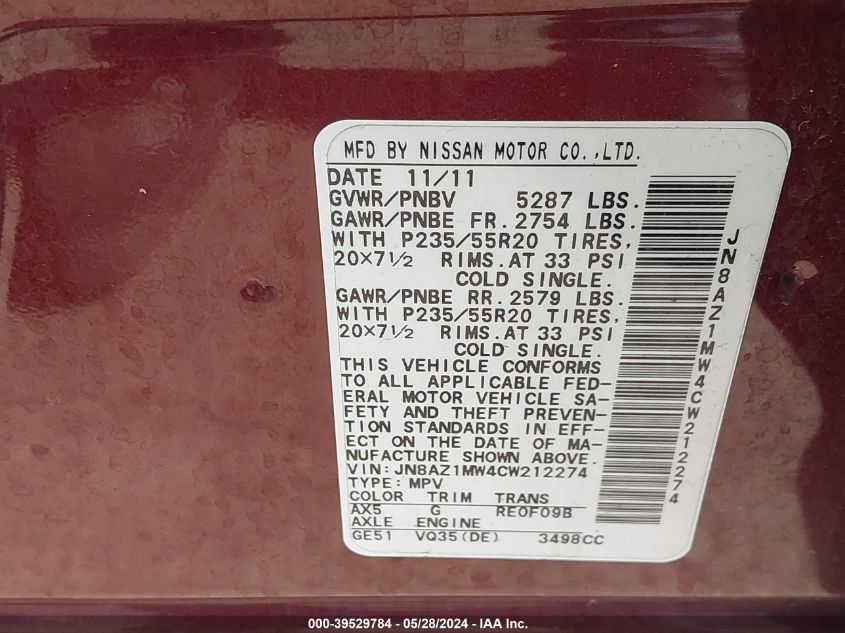 MFD BY NISSAN MOTOR CO.,LTD.
DATE 11/11
GVWR/PNBV 5287 LBS.
GAWR/PNBE FR. 2754 LBS.
WITH P235/55R20 TIRES,
20×7½ RIMS.AT 33 PSI
COLD SINGLE.
GAWR/PNBE RR. 2579 LBS.
WITH P235/55R20 TIRES,
20×7½ RIMS.AT 33 PSI
COLD SINGLE.
THIS VEHICLE CONFORMS
TO ALL APPLICABLE FED-
ERAL MOTOR VEHICLE SA-
FETY AND THEFT PREVEN-
TION STANDARDS IN EFF-
ECT ON THE DATE OF MA-
NUFACTURE SHOWN ABOVE.
VIN:JN8AZ1MW4CW212274
TYPE:MPV
COLOR TRIM TRANS
AX5 G RE0F09B
AXLE ENGINE
GE51 VQ35(DE) 3498CC
JN8AZ1MW4CW212274
000-39529784 - 05/28/2024 - IAA Inc.